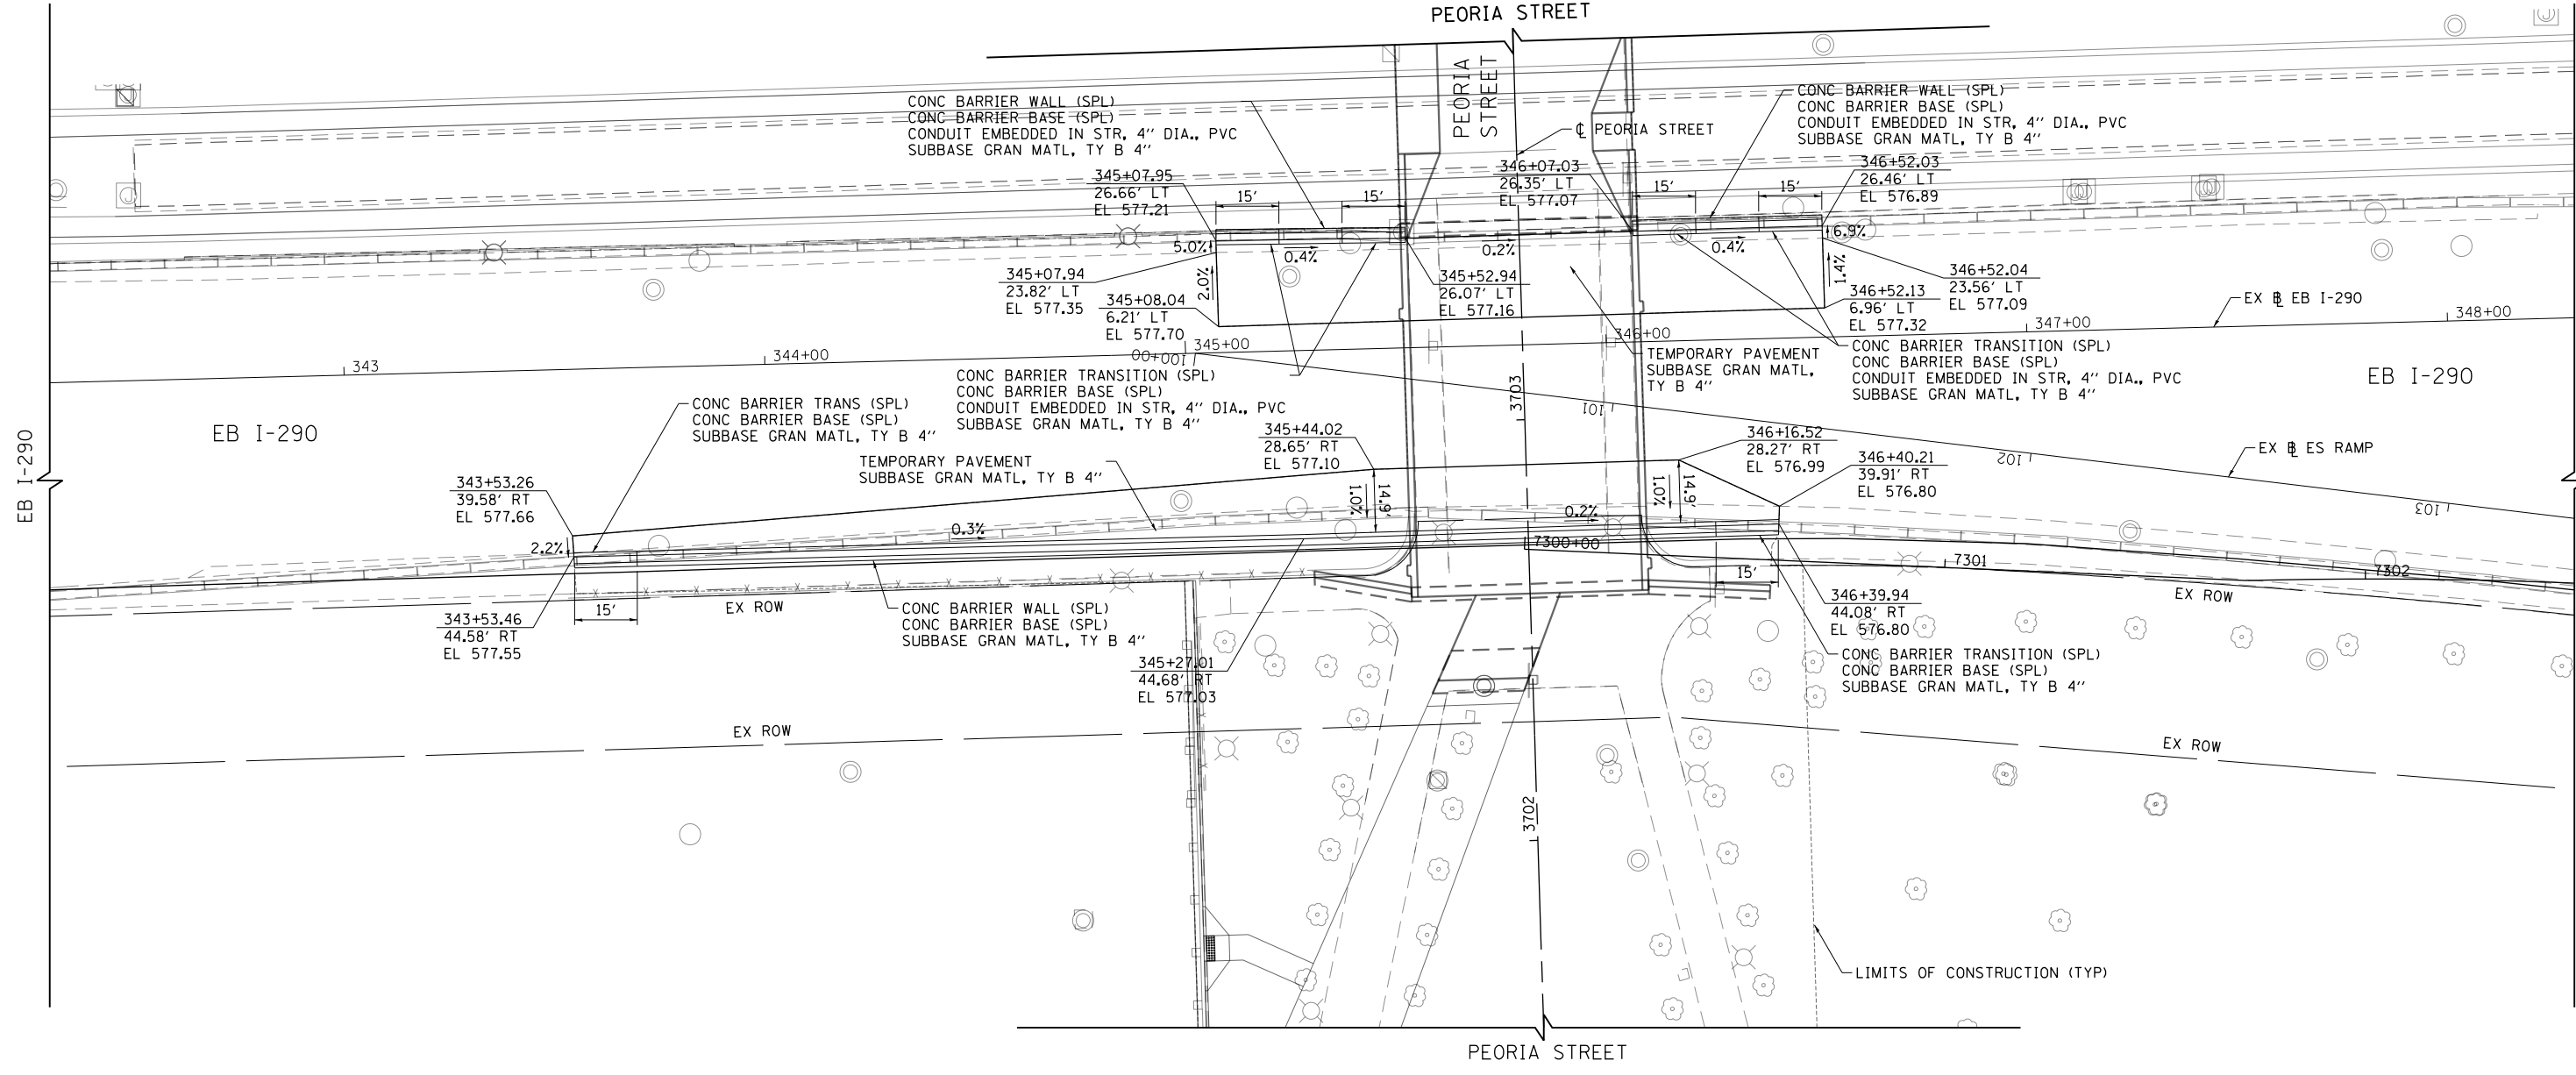 PEORIA STREET
PEORIA
STREET
CONC BARRIER WALL (SPL)
CONC BARRIER BASE (SPL)
CONDUIT EMBEDDED IN STR, 4" DIA., PVC
SUBBASE GRAN MATL, TY B 4"
℄ PEORIA STREET
CONC BARRIER WALL (SPL)
CONC BARRIER BASE (SPL)
CONDUIT EMBEDDED IN STR, 4" DIA., PVC
SUBBASE GRAN MATL, TY B 4"
345+07.95
26.66' LT
EL 577.21
15'
15'
346+07.03
26.35' LT
EL 577.07
15'
15'
346+52.03
26.46' LT
EL 576.89
5.0%
0.4%
0.2%
0.4%
6.9%
345+07.94
23.82' LT
EL 577.35
2.0%
345+08.04
6.21' LT
EL 577.70
345+52.94
26.07' LT
EL 577.16
1.4%
346+52.04
23.56' LT
EL 577.09
346+52.13
6.96' LT
EL 577.32
EX ⅊ EB I-290
343
344+00
345+00
346+00
347+00
348+00
100+00
TEMPORARY PAVEMENT
SUBBASE GRAN MATL,
TY B 4"
CONC BARRIER TRANSITION (SPL)
CONC BARRIER BASE (SPL)
CONDUIT EMBEDDED IN STR, 4" DIA., PVC
SUBBASE GRAN MATL, TY B 4"
EB I-290
CONC BARRIER TRANSITION (SPL)
CONC BARRIER BASE (SPL)
CONDUIT EMBEDDED IN STR, 4" DIA., PVC
SUBBASE GRAN MATL, TY B 4"
3703
101
102
103
EB I-290
EB I-290
CONC BARRIER TRANS (SPL)
CONC BARRIER BASE (SPL)
SUBBASE GRAN MATL, TY B 4"
TEMPORARY PAVEMENT
SUBBASE GRAN MATL, TY B 4"
345+44.02
28.65' RT
EL 577.10
346+16.52
28.27' RT
EL 576.99
346+40.21
39.91' RT
EL 576.80
EX ⅊ ES RAMP
343+53.26
39.58' RT
EL 577.66
2.2%
0.3%
1.0%
14.9'
0.2%
1.0%
14.9'
7300+00
7301
7302
15'
15'
EX ROW
EX ROW
343+53.46
44.58' RT
EL 577.55
CONC BARRIER WALL (SPL)
CONC BARRIER BASE (SPL)
SUBBASE GRAN MATL, TY B 4"
346+39.94
44.08' RT
EL 576.80
345+27.01
44.68' RT
EL 577.03
CONC BARRIER TRANSITION (SPL)
CONC BARRIER BASE (SPL)
SUBBASE GRAN MATL, TY B 4"
EX ROW
EX ROW
3702
LIMITS OF CONSTRUCTION (TYP)
PEORIA STREET